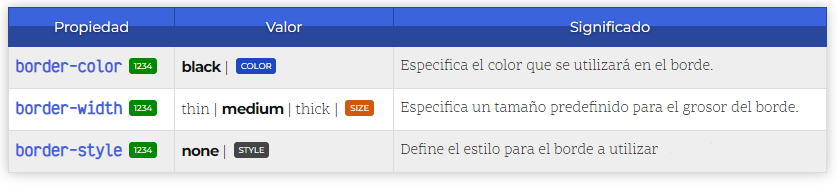 Propiedad Valor Significado
border-color 1234 black | COLOR Especifica el color que se utilizará en el borde.
border-width 1234 thin | medium | thick | SIZE Especifica un tamaño predefinido para el grosor del borde.
border-style 1234 none | STYLE Define el estilo para el borde a utilizar